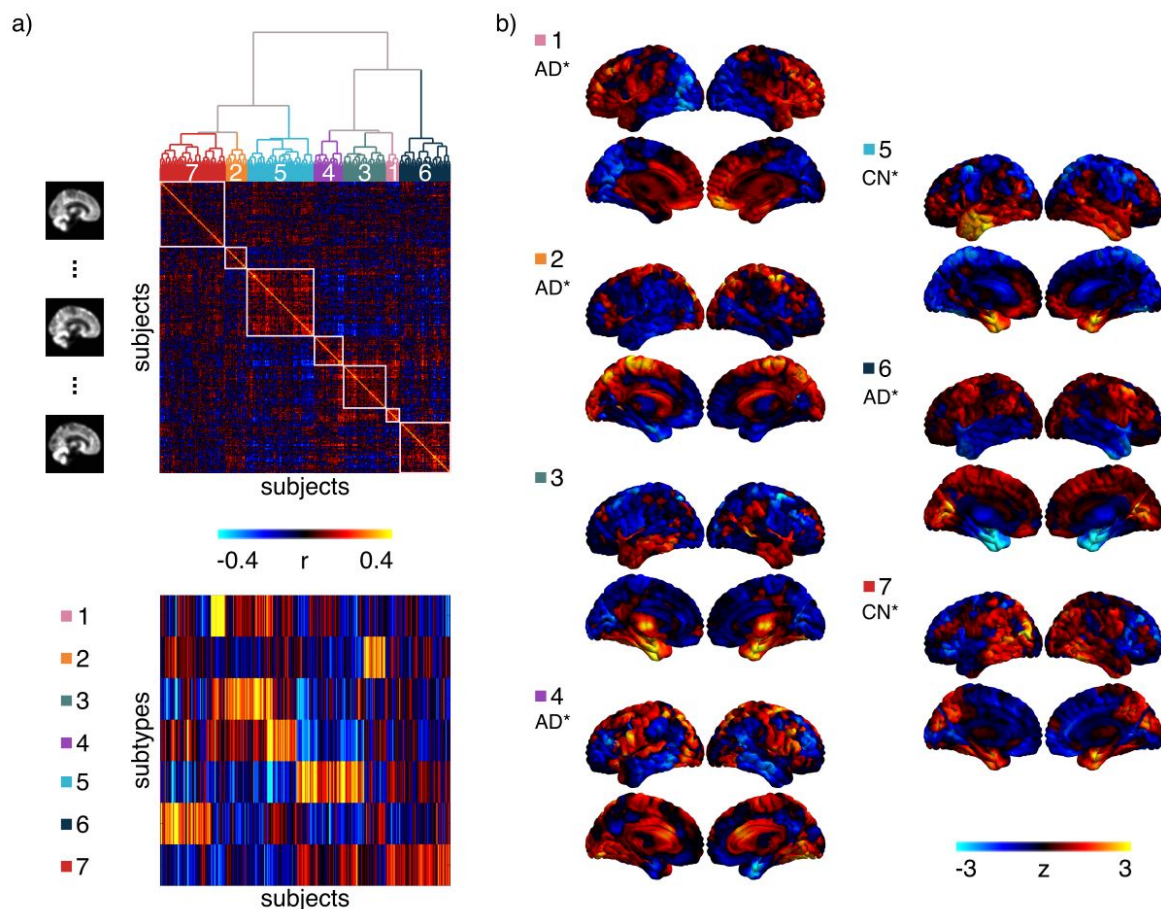 a)
7 2 5 4 3 1 6
subjects
...
...
subjects
-0.4 r 0.4
1
2
3
4
5
6
7
subtypes
subjects
b)
1
AD*
2
AD*
3
4
AD*
5
CN*
6
AD*
7
CN*
-3 z 3